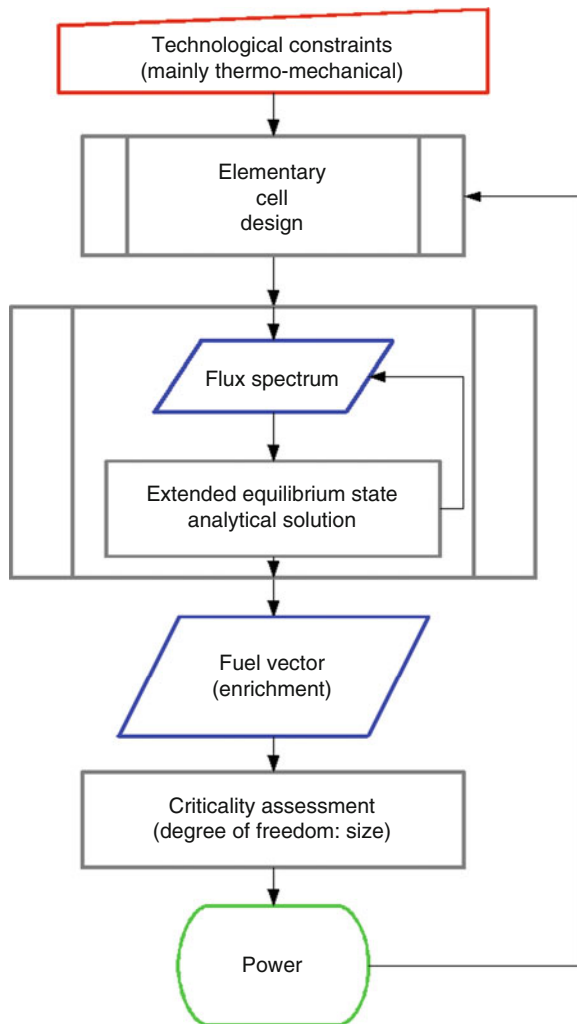 Technological constraints
(mainly thermo-mechanical)
Elementary
cell
design
Flux spectrum
Extended equilibrium state
analytical solution
Fuel vector
(enrichment)
Criticality assessment
(degree of freedom: size)
Power